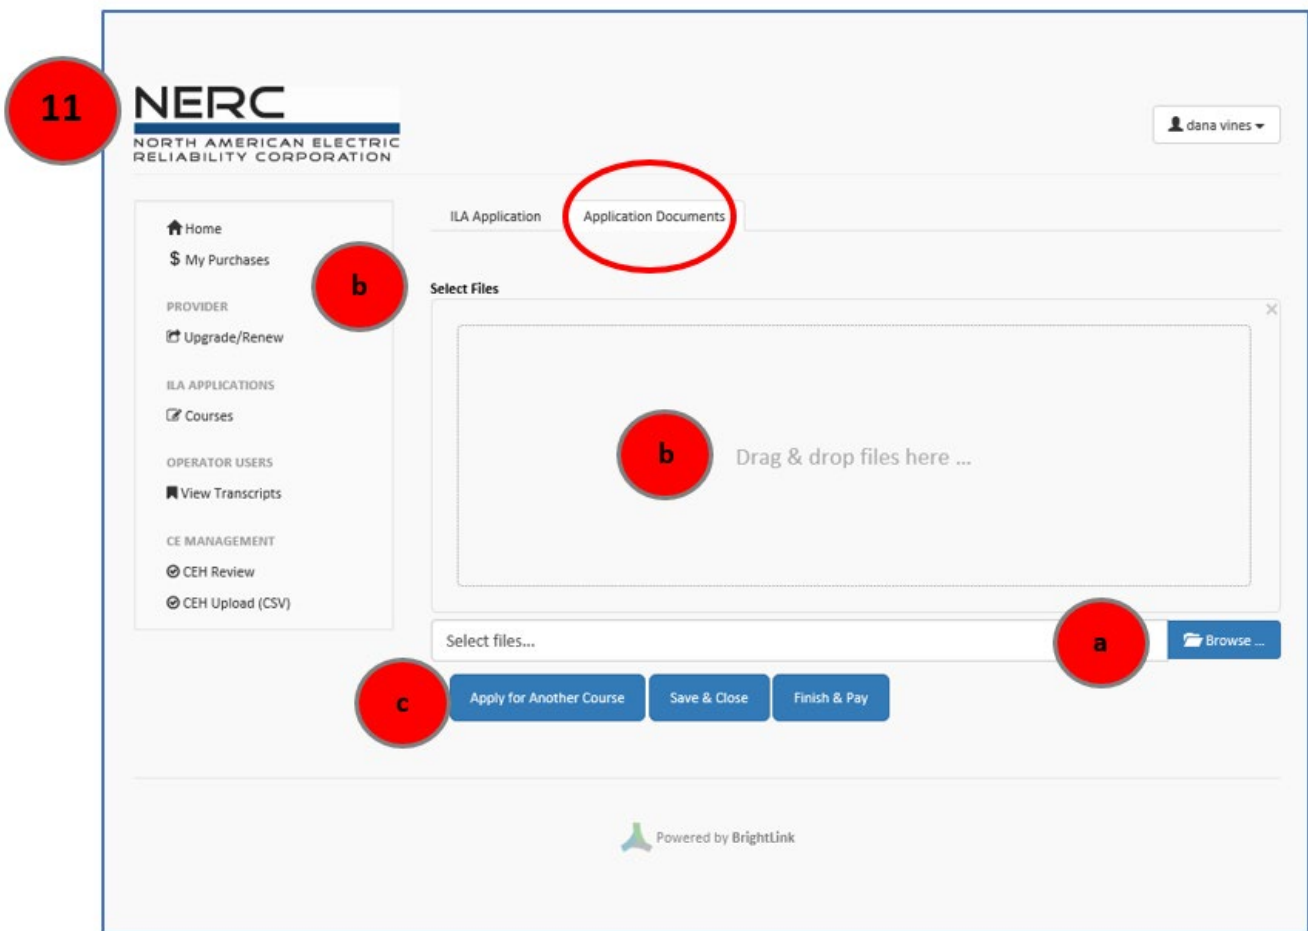 11
NERC
NORTH AMERICAN ELECTRIC
RELIABILITY CORPORATION
dana vines
Home
$ My Purchases
PROVIDER
Upgrade/Renew
ILA APPLICATIONS
Courses
OPERATOR USERS
View Transcripts
CE MANAGEMENT
CEH Review
CEH Upload (CSV)
ILA Application
Application Documents
b
Select Files
×
b
Drag & drop files here ...
Select files...
a
Browse ...
c
Apply for Another Course
Save & Close
Finish & Pay
Powered by BrightLink